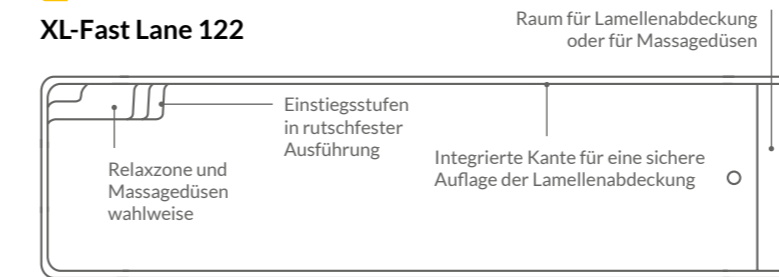 XL-Fast Lane 122
Raum für Lamellenabdeckung
oder für Massagedüsen
Einstiegsstufen
in rutschfester
Ausführung
Integrierte Kante für eine sichere
Auflage der Lamellenabdeckung
Relaxzone und
Massagedüsen
wahlweise